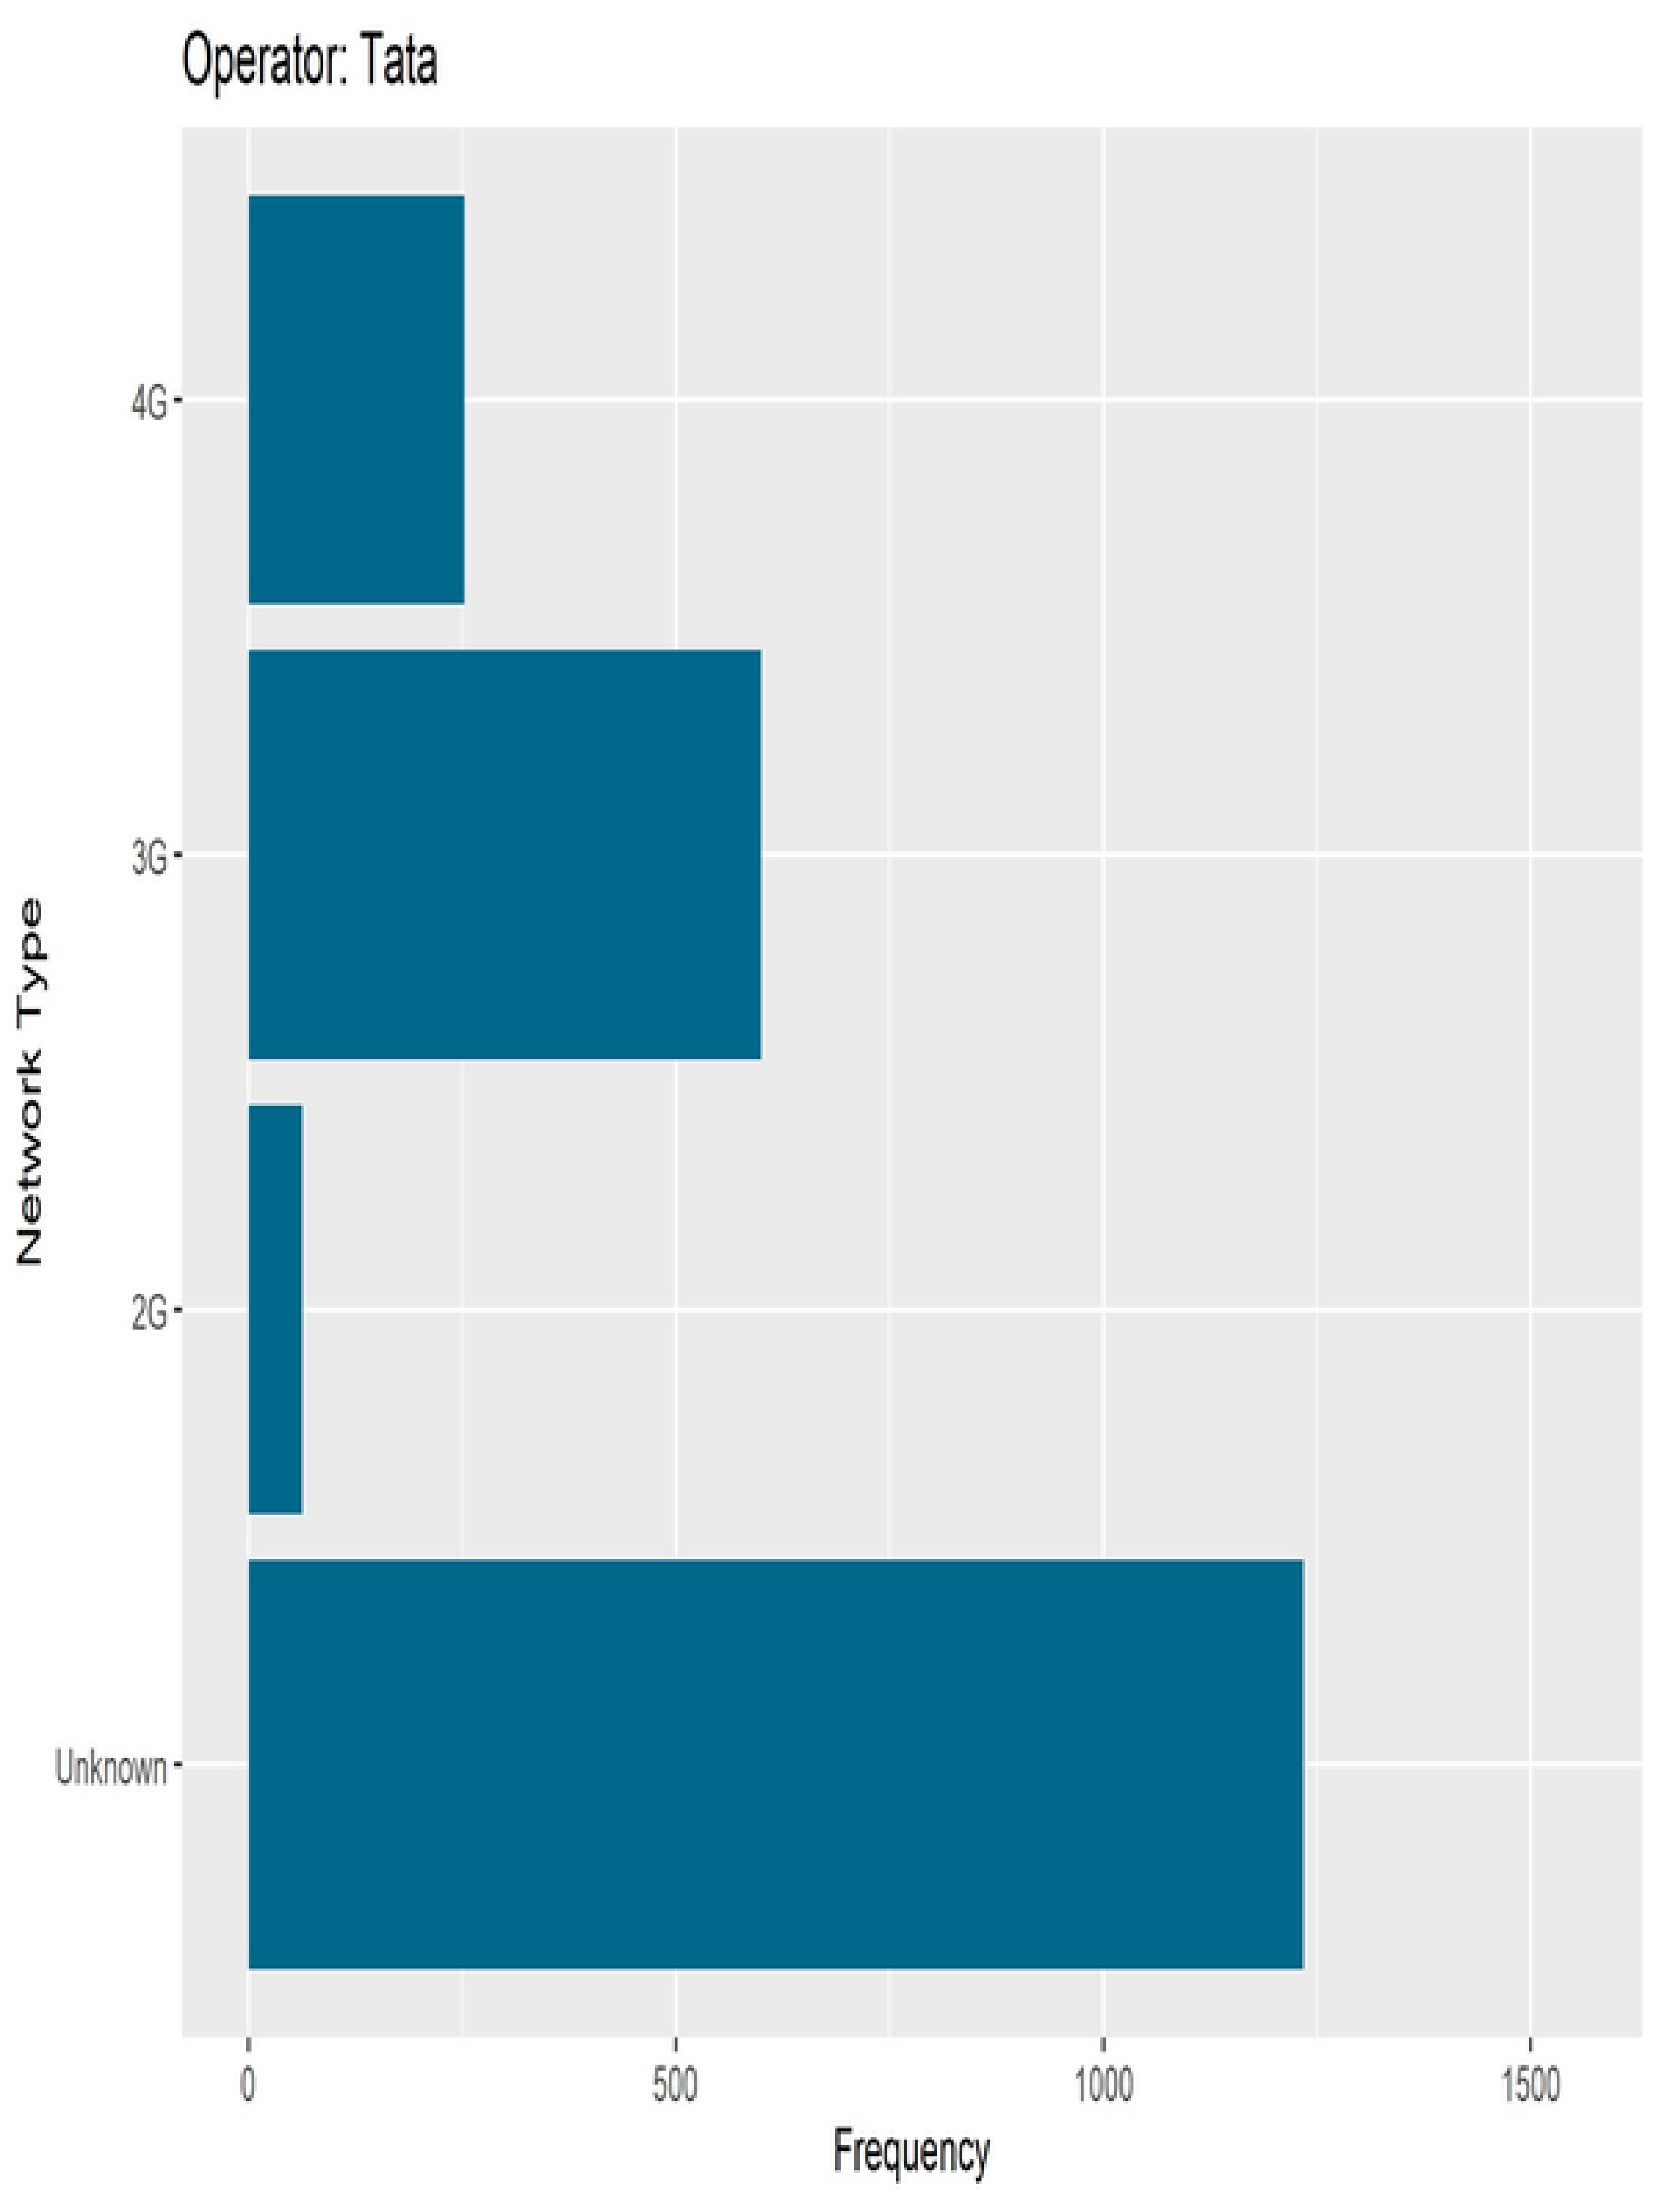 Operator: Tata
4G
3G
2G
Unknown
Network Type
0
500
1000
1500
Frequency